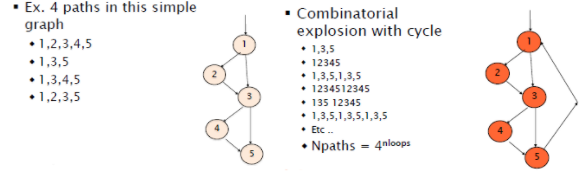 ▪ Ex. 4 paths in this simple
graph
◆ 1,2,3,4,5
◆ 1,3,5
◆ 1,3,4,5
◆ 1,2,3,5
1
2
3
4
5
▪ Combinatorial
explosion with cycle
◆ 1,3,5
◆ 12345
◆ 1,3,5,1,3,5
◆ 1234512345
◆ 135 12345
◆ 1,3,5,1,3,5,1,3,5
◆ Etc ..
◆ Npaths = 4ⁿˡᵒᵒᵖˢ
1
2
3
4
5